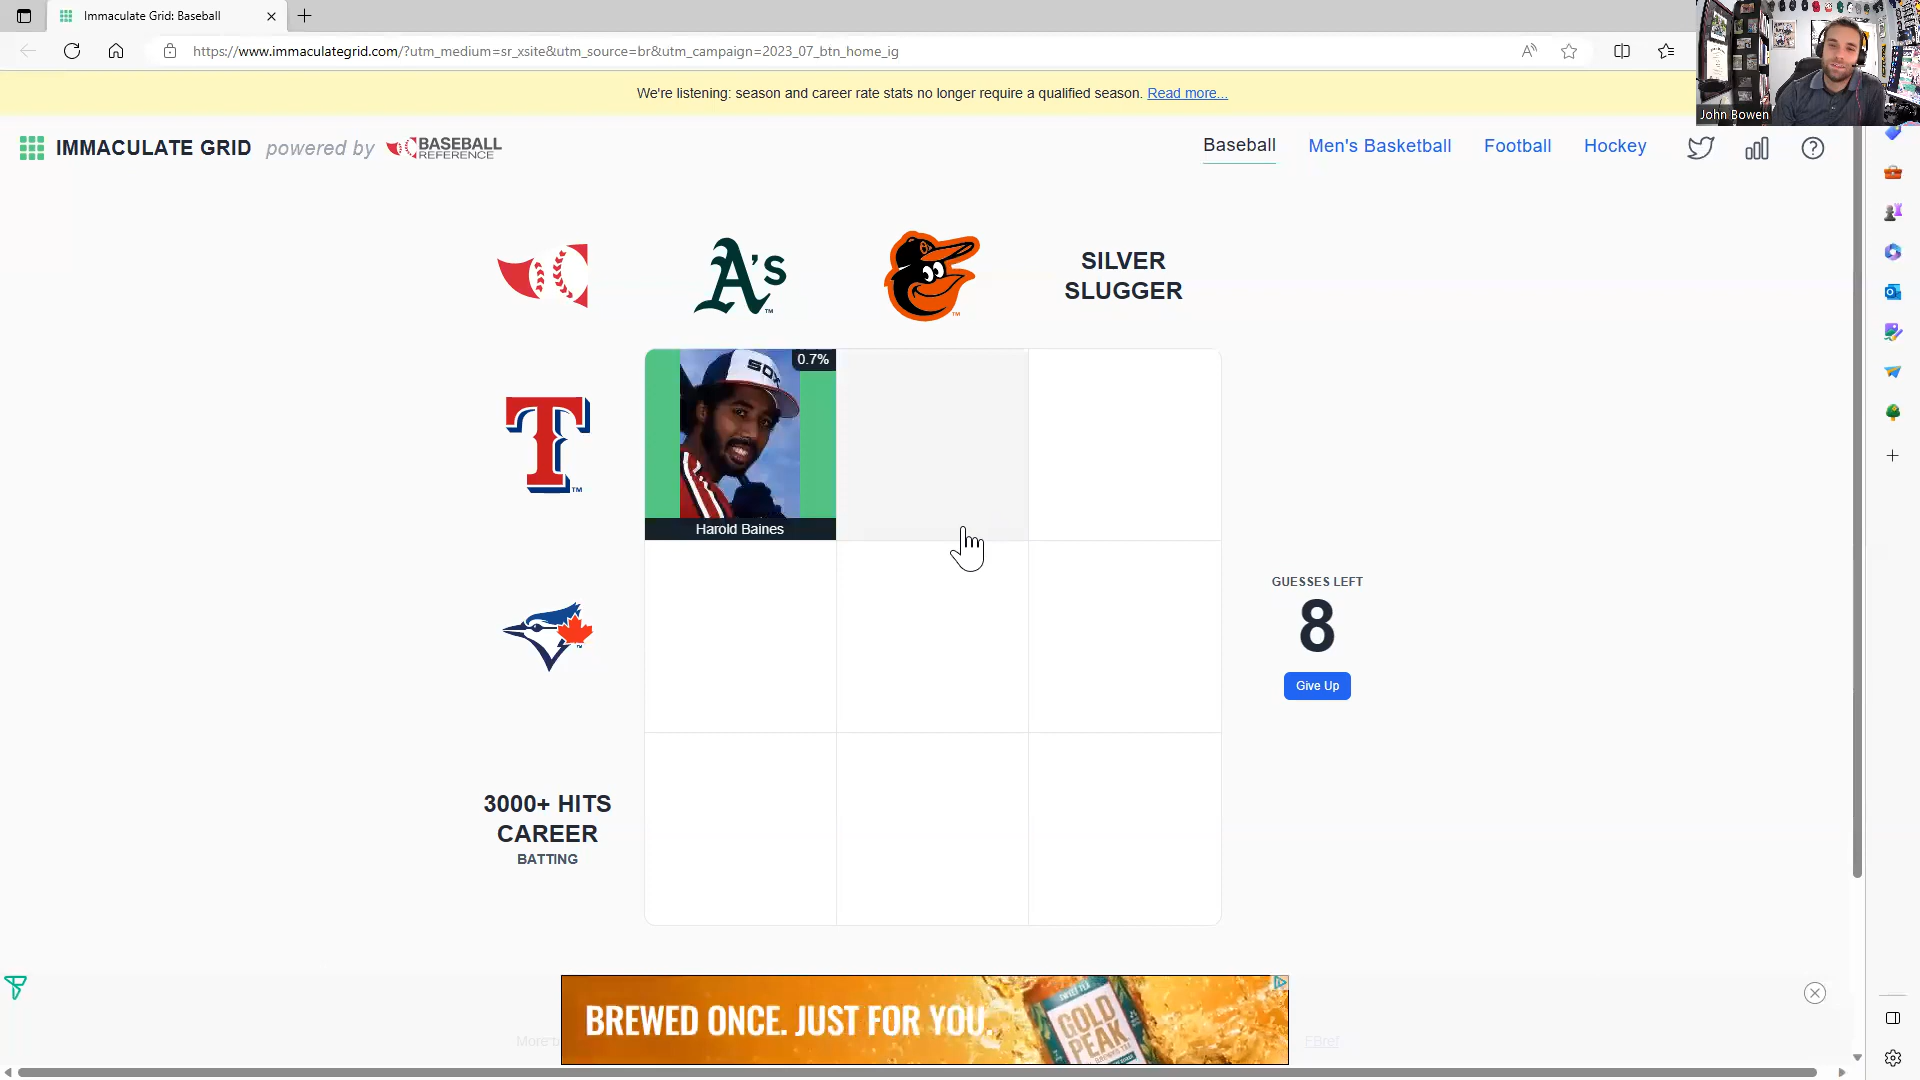 Immaculate Grid: Baseball
https://www.immaculategrid.com/?utm_medium=sr_xsite&utm_source=br&utm_campaign=2023_07_btn_home_ig
We're listening: season and career rate stats no longer require a qualified season. Read more...
John Bowen
IMMACULATE GRID powered by BASEBALL REFERENCE
Baseball Men's Basketball Football Hockey
A's
SILVER
SLUGGER
0.7%
SOX
Harold Baines
T
GUESSES LEFT
8
Give Up
3000+ HITS
CAREER
BATTING
BREWED ONCE. JUST FOR YOU.
SWEET TEA
GOLD
PEAK
FBref